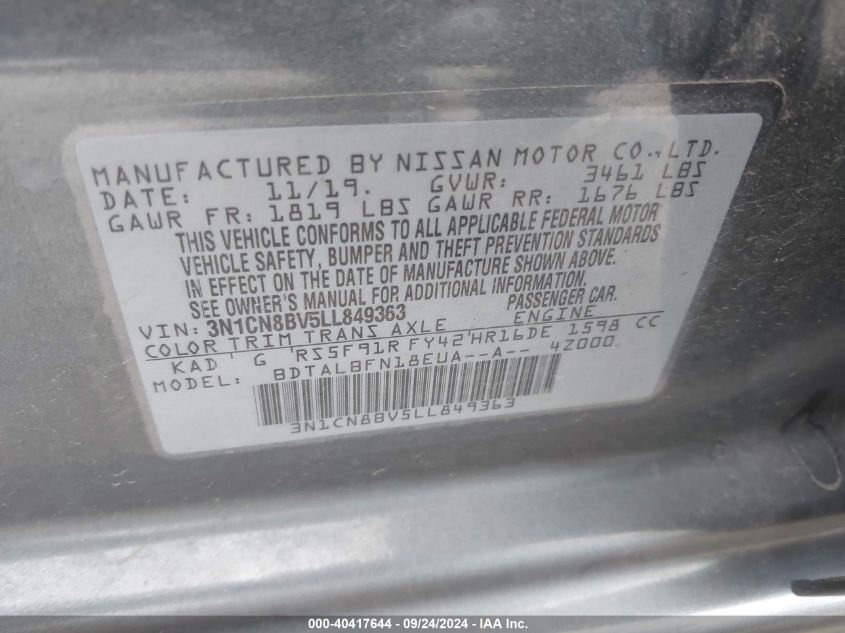 MANUFACTURED BY NISSAN MOTOR CO., LTD.
DATE: 11/19. GVWR: 3461 LBS
GAWR FR: 1819 LBS GAWR RR: 1676 LBS
THIS VEHICLE CONFORMS TO ALL APPLICABLE FEDERAL MOTOR
VEHICLE SAFETY, BUMPER AND THEFT PREVENTION STANDARDS
IN EFFECT ON THE DATE OF MANUFACTURE SHOWN ABOVE.
SEE OWNER'S MANUAL FOR ADDITIONAL INFORMATION.
VIN: 3N1CN8BV5LL849363 PASSENGER CAR.
COLOR TRIM TRANS AXLE ENGINE
KAD G RS5F91R FY42 HR16DE 1598 CC
MODEL: BDTALBFN18EUA--A-- 4Z000
3N1CN8BV5LL849363
000-40417644 / 09/24/2024 - IAA Inc.